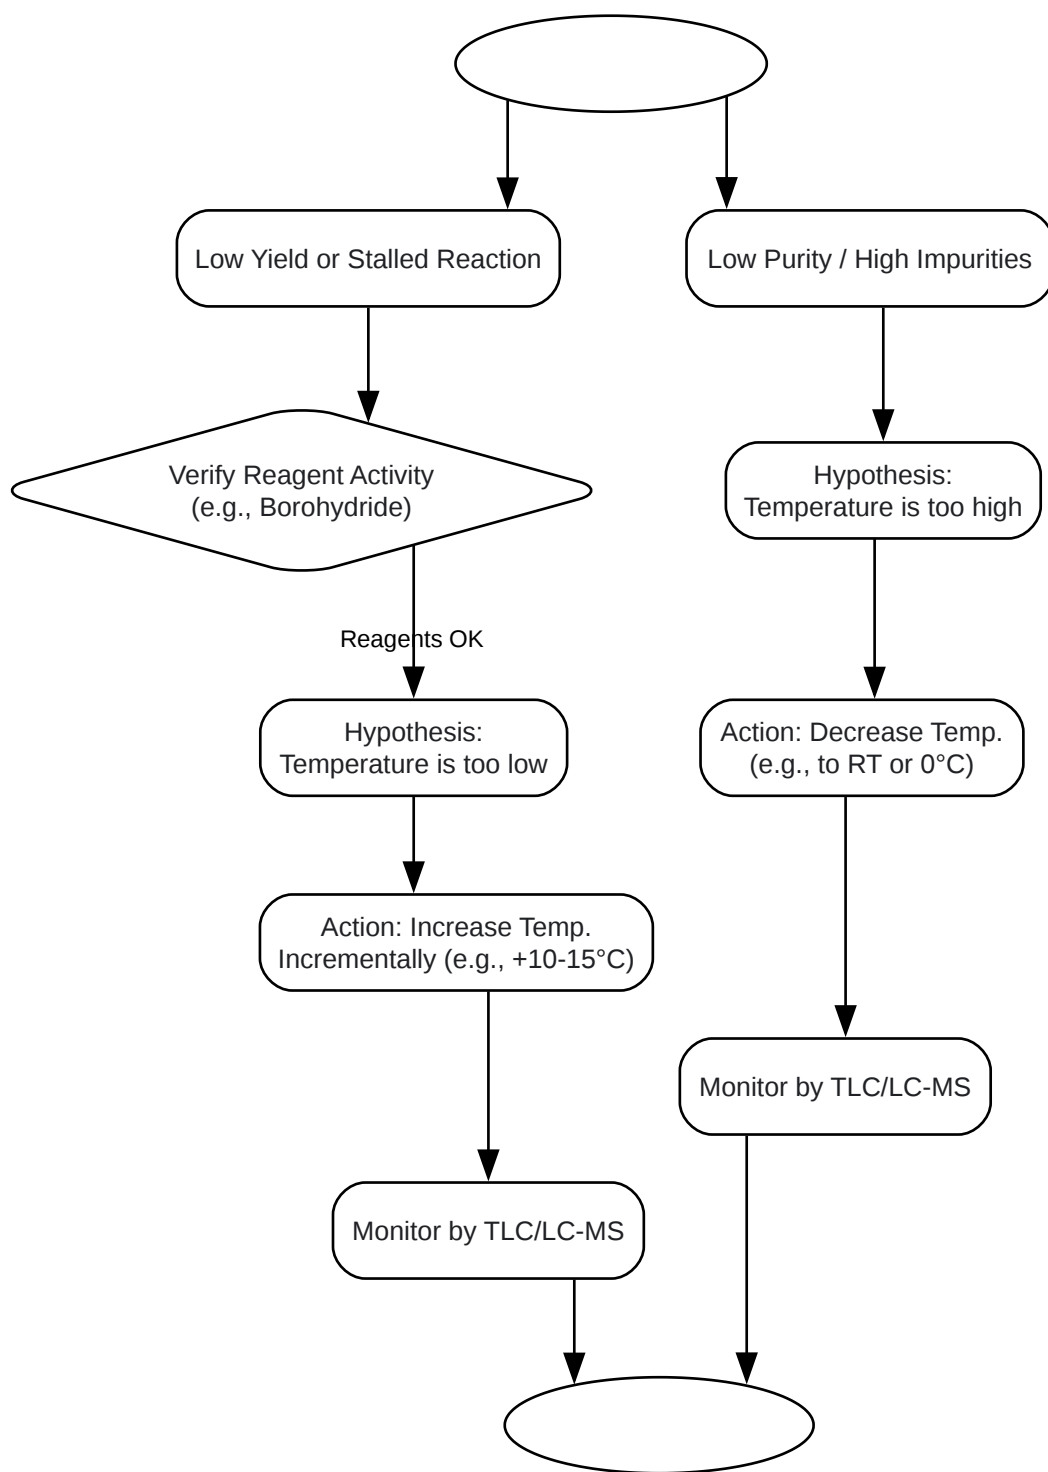 Low Yield or Stalled Reaction
Low Purity / High Impurities
Verify Reagent Activity
(e.g., Borohydride)
Hypothesis:
Temperature is too high
Reagents OK
Hypothesis:
Temperature is too low
Action: Decrease Temp.
(e.g., to RT or 0°C)
Action: Increase Temp.
Incrementally (e.g., +10-15°C)
Monitor by TLC/LC-MS
Monitor by TLC/LC-MS